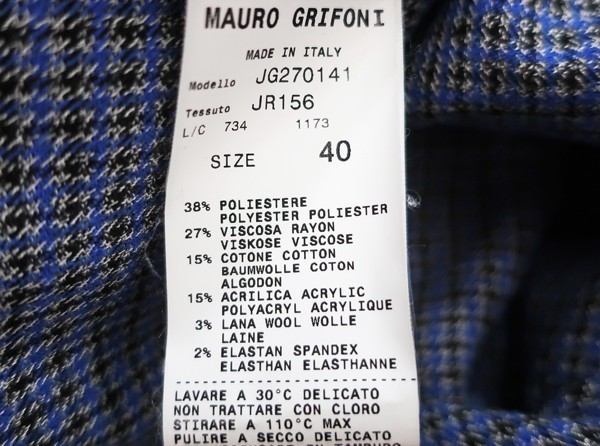 MAURO GRIFONI
MADE IN ITALY
Modello JG270141
Tessuto JR156
L/C 734 1173
SIZE 40
38% POLIESTERE
POLYESTER POLIESTER
27% VISCOSA RAYON
VISKOSE VISCOSE
15% COTONE COTTON
BAUMWOLLE COTON
ALGODON
15% ACRILICA ACRYLIC
POLYACRYL ACRYLIQUE
3% LANA WOOL WOLLE
LAINE
2% ELASTAN SPANDEX
ELASTHAN ELASTHANNE
LAVARE A 30°C DELICATO
NON TRATTARE CON CLORO
STIRARE A 110°C MAX
PULIRE A SECCO DELICATO